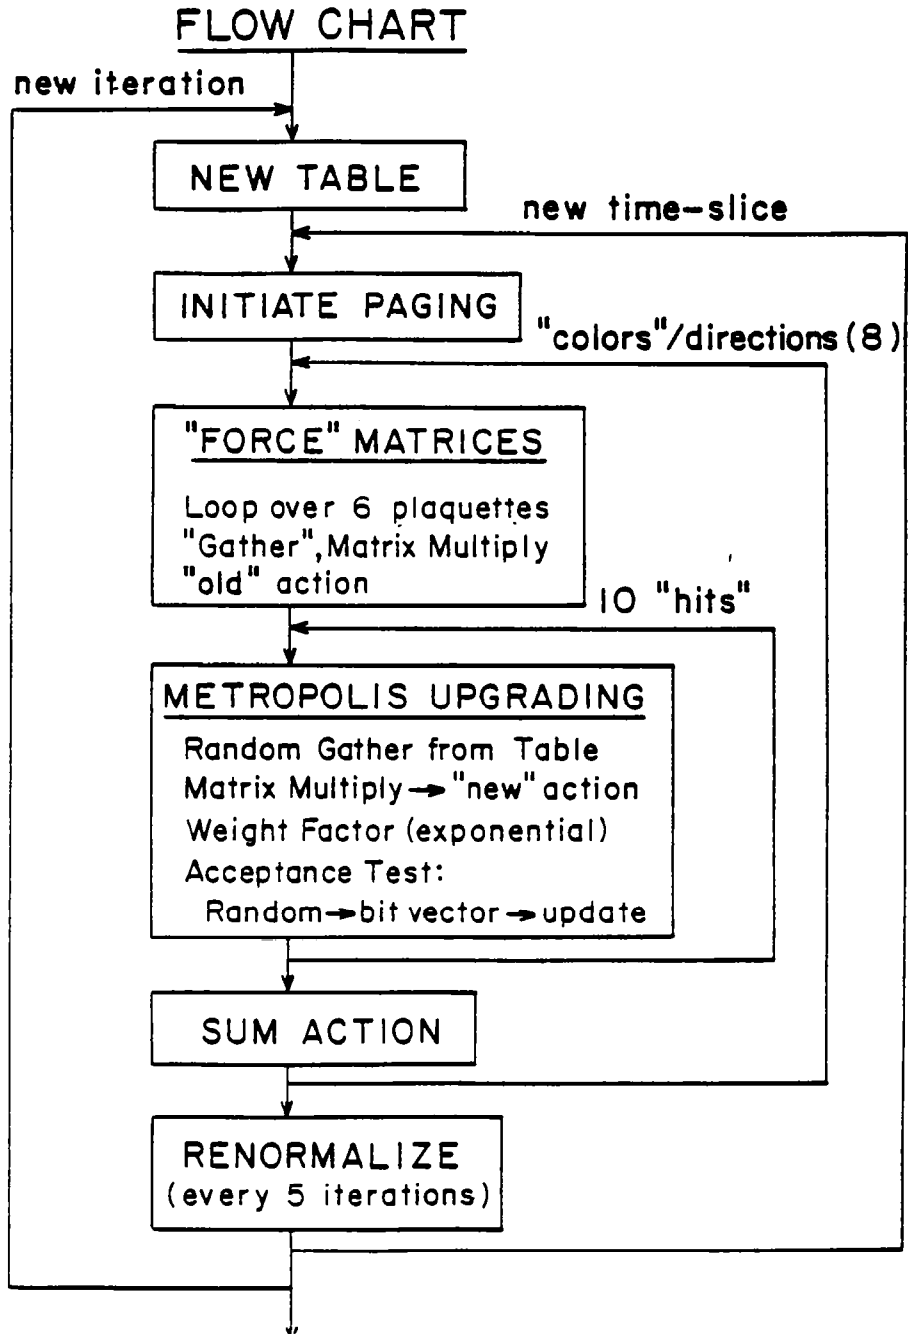 FLOW CHART
new iteration
NEW TABLE
new time-slice
INITIATE PAGING
"colors"/directions(8)
"FORCE" MATRICES
Loop over 6 plaquettes
"Gather", Matrix Multiply
"old" action
10 "hits"
METROPOLIS UPGRADING
Random Gather from Table
Matrix Multiply → "new" action
Weight Factor (exponential)
Acceptance Test:
Random → bit vector → update
SUM ACTION
RENORMALIZE
(every 5 iterations)